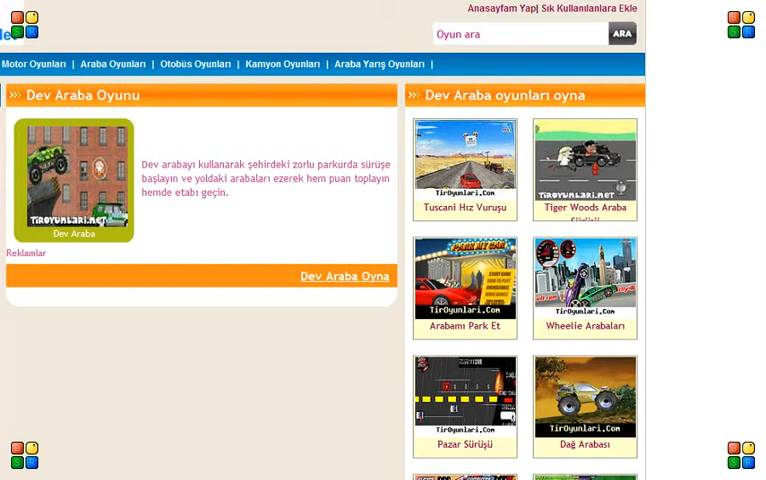 Anasayfam Yap| Sık Kullanılanlara Ekle
Oyun ara
ARA
Motor Oyunları | Araba Oyunları | Otobüs Oyunları | Kamyon Oyunları | Araba Yarış Oyunları |
Dev Araba Oyunu
TIROYUNLARI.NET
Dev Araba
Dev arabayı kullanarak şehirdeki zorlu parkurda sürüşe
başlayın ve yoldaki arabaları ezerek hem puan toplayın
hemde etabı geçin.
Reklamlar
Dev Araba Oyna
Dev Araba oyunları oyna
TirOyunlari.Com
Tuscani Hız Vuruşu
TIROYUNLARI.NET
Tiger Woods Araba
Sürüşü
PARK MY CAR
TirOyunlari.Com
Arabamı Park Et
TirOyunlari.Com
Wheelie Arabaları
TirOyunlari.Com
Pazar Sürüşü
TirOyunlari.Com
Dağ Arabası